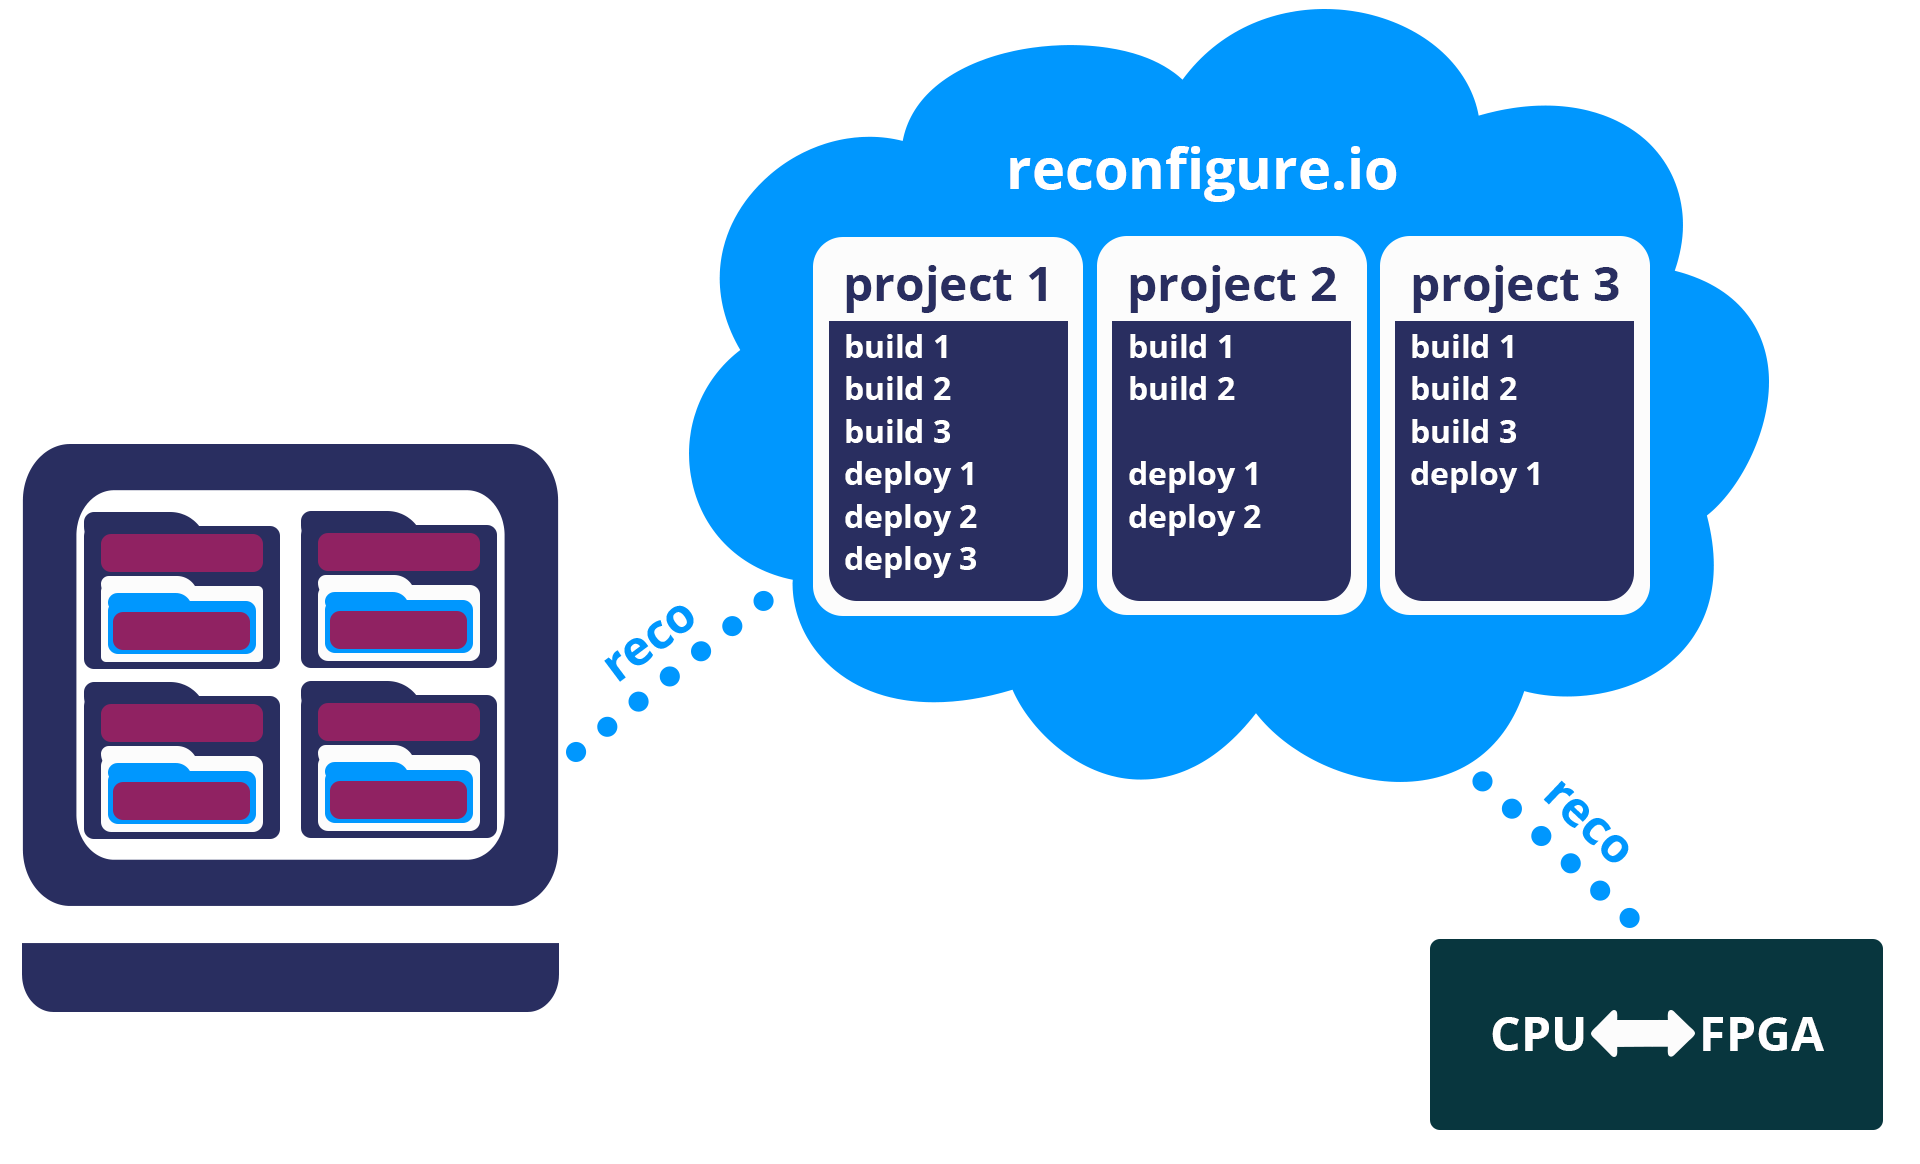 reconfigure.io
project 1
build 1
build 2
build 3
deploy 1
deploy 2
deploy 3
project 2
build 1
build 2
deploy 1
deploy 2
project 3
build 1
build 2
build 3
deploy 1
reco
reco
CPU
FPGA